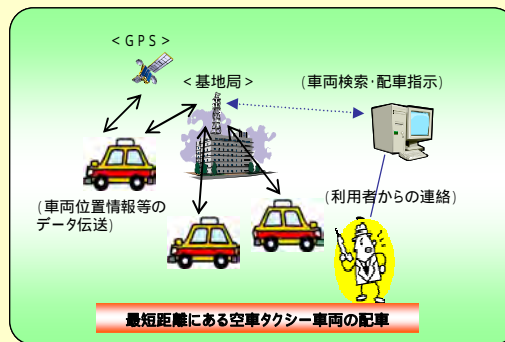 <GPS>
<基地局>
(車両検索･配車指示)
(車両位置情報等の
データ伝送)
(利用者からの連絡)
最短距離にある空車タクシー車両の配車